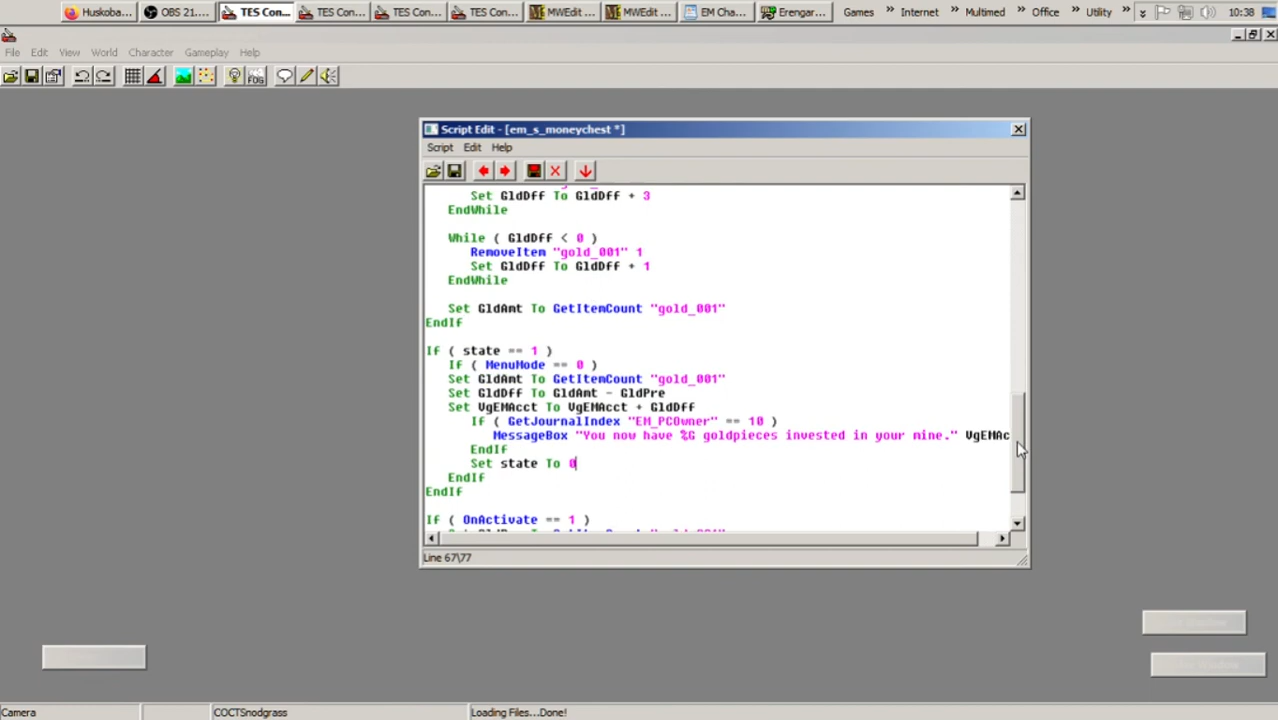 Huskoba... OBS 21.... TES Con... TES Con... TES Con... TES Con... MWEdit ... MWEdit ... EM Cha... Erengar... Games » Internet » Multimed » Office » Utility » 10:38
File Edit View World Character Gameplay Help
FOG
Script Edit - [em_s_moneychest *]
Script Edit Help
Set GldDff To GldDff + 3
EndWhile
While ( GldDff < 0 )
RemoveItem "gold_001" 1
Set GldDff To GldDff + 1
EndWhile
Set GldAmt To GetItemCount "gold_001"
EndIf
If ( state == 1 )
If ( MenuMode == 0 )
Set GldAmt To GetItemCount "gold_001"
Set GldDff To GldAmt - GldPre
Set VgEMAcct To VgEMAcct + GldDff
If ( GetJournalIndex "EM_PCOwner" == 10 )
MessageBox "You now have %G goldpieces invested in your mine." VgEMAc
EndIf
Set state To 0
EndIf
EndIf
If ( OnActivate == 1 )
Line 67\77
Camera COCTSnodgrass Loading Files...Done!